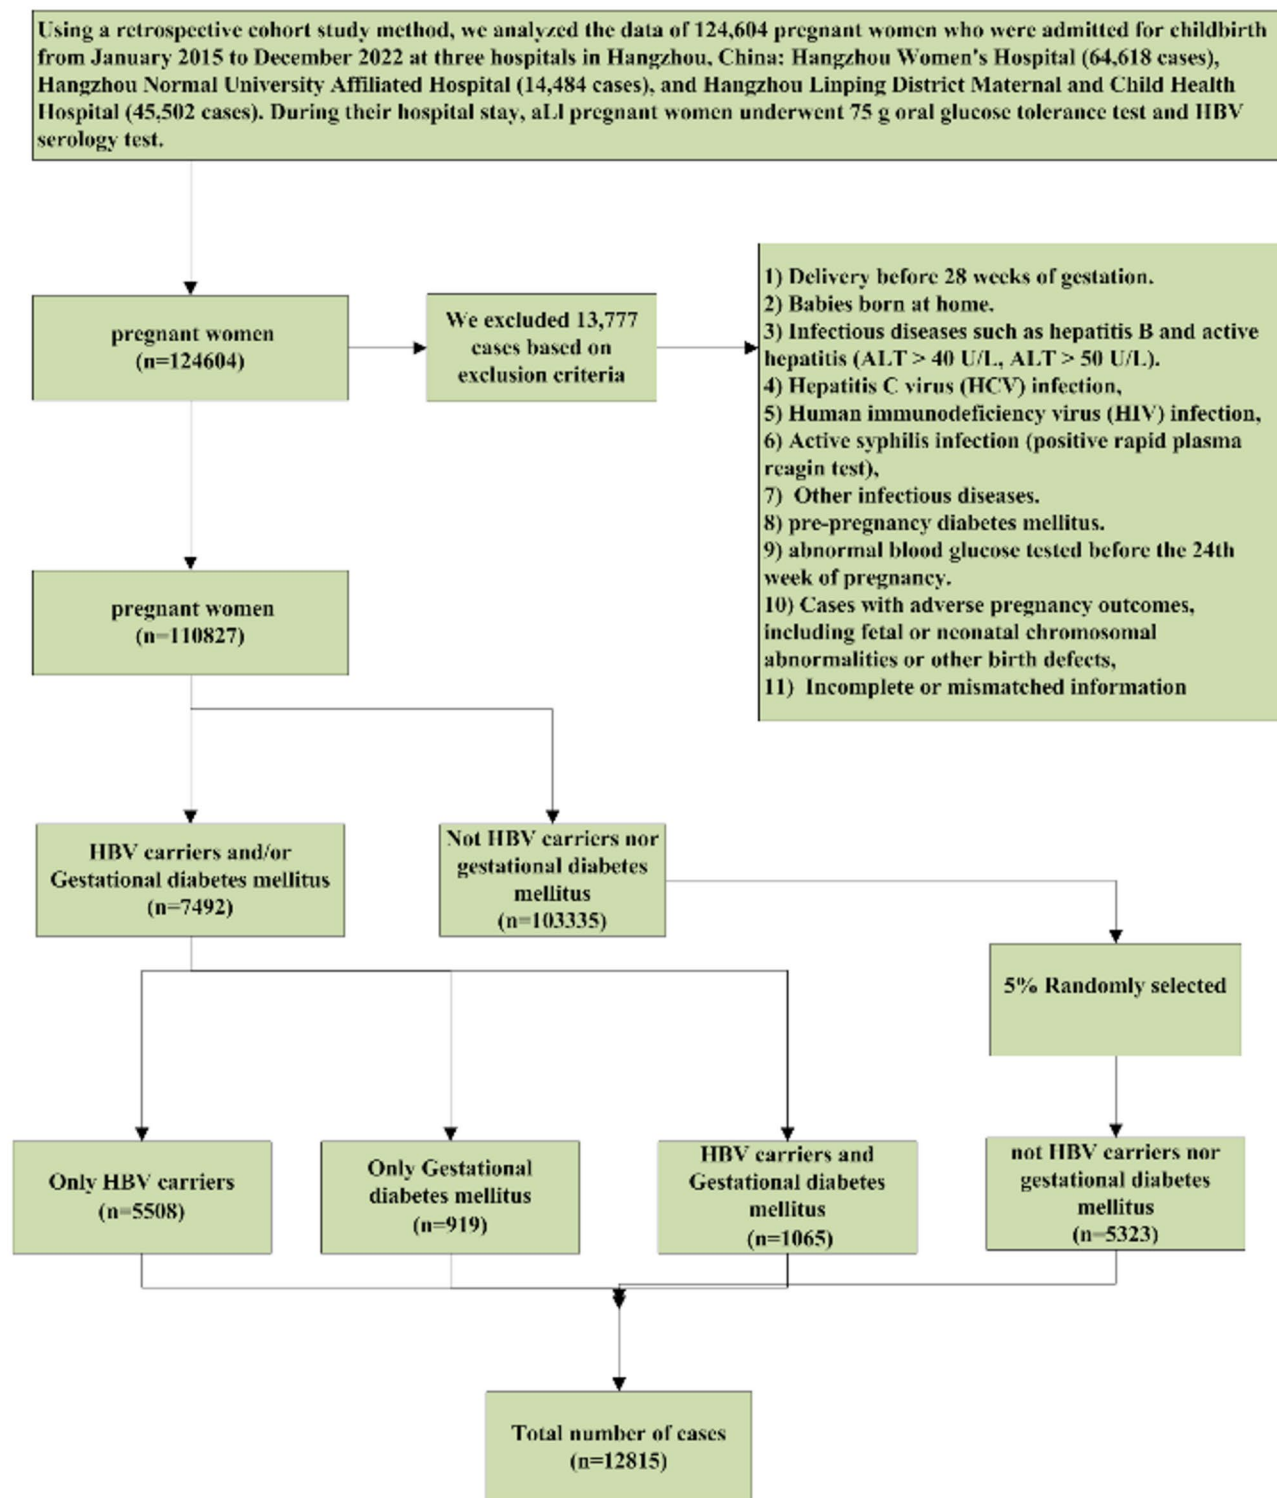 Using a retrospective cohort study method, we analyzed the data of 124,604 pregnant women who were admitted for childbirth
from January 2015 to December 2022 at three hospitals in Hangzhou, China: Hangzhou Women's Hospital (64,618 cases),
Hangzhou Normal University Affiliated Hospital (14,484 cases), and Hangzhou Linping District Maternal and Child Health
Hospital (45,502 cases). During their hospital stay, aLl pregnant women underwent 75 g oral glucose tolerance test and HBV
serology test.
pregnant women
(n=124604)
We excluded 13,777
cases based on
exclusion criteria
1) Delivery before 28 weeks of gestation.
2) Babies born at home.
3) Infectious diseases such as hepatitis B and active
hepatitis (ALT > 40 U/L, ALT > 50 U/L).
4) Hepatitis C virus (HCV) infection,
5) Human immunodeficiency virus (HIV) infection,
6) Active syphilis infection (positive rapid plasma
reagin test),
7) Other infectious diseases.
8) pre-pregnancy diabetes mellitus.
9) abnormal blood glucose tested before the 24th
week of pregnancy.
10) Cases with adverse pregnancy outcomes,
including fetal or neonatal chromosomal
abnormalities or other birth defects,
11) Incomplete or mismatched information
pregnant women
(n=110827)
HBV carriers and/or
Gestational diabetes mellitus
(n=7492)
Not HBV carriers nor
gestational diabetes
mellitus
(n=103335)
5% Randomly selected
Only HBV carriers
(n=5508)
Only Gestational
diabetes mellitus
(n=919)
HBV carriers and
Gestational diabetes
mellitus
(n=1065)
not HBV carriers nor
gestational diabetes
mellitus
(n=5323)
Total number of cases
(n=12815)